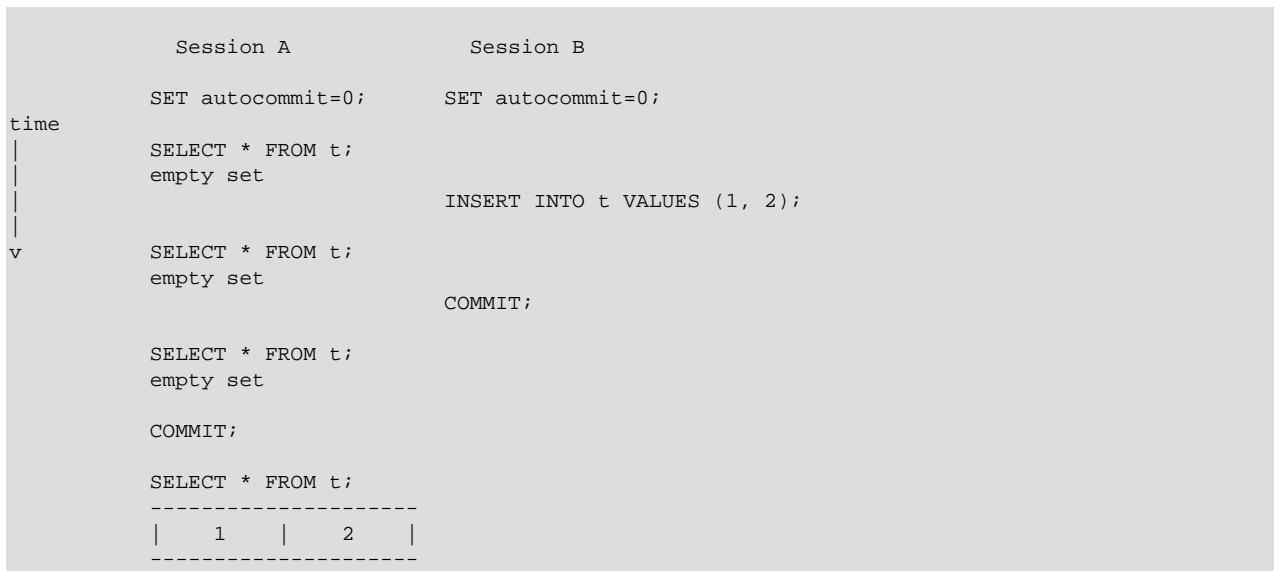 Session A                     Session B

SET autocommit=0;      SET autocommit=0;
time
|          SELECT * FROM t;
|          empty set
|                                 INSERT INTO t VALUES (1, 2);
|
v          SELECT * FROM t;
           empty set
                                  COMMIT;

           SELECT * FROM t;
           empty set

           COMMIT;

           SELECT * FROM t;
           ---------------------
           |    1    |    2    |
           ---------------------